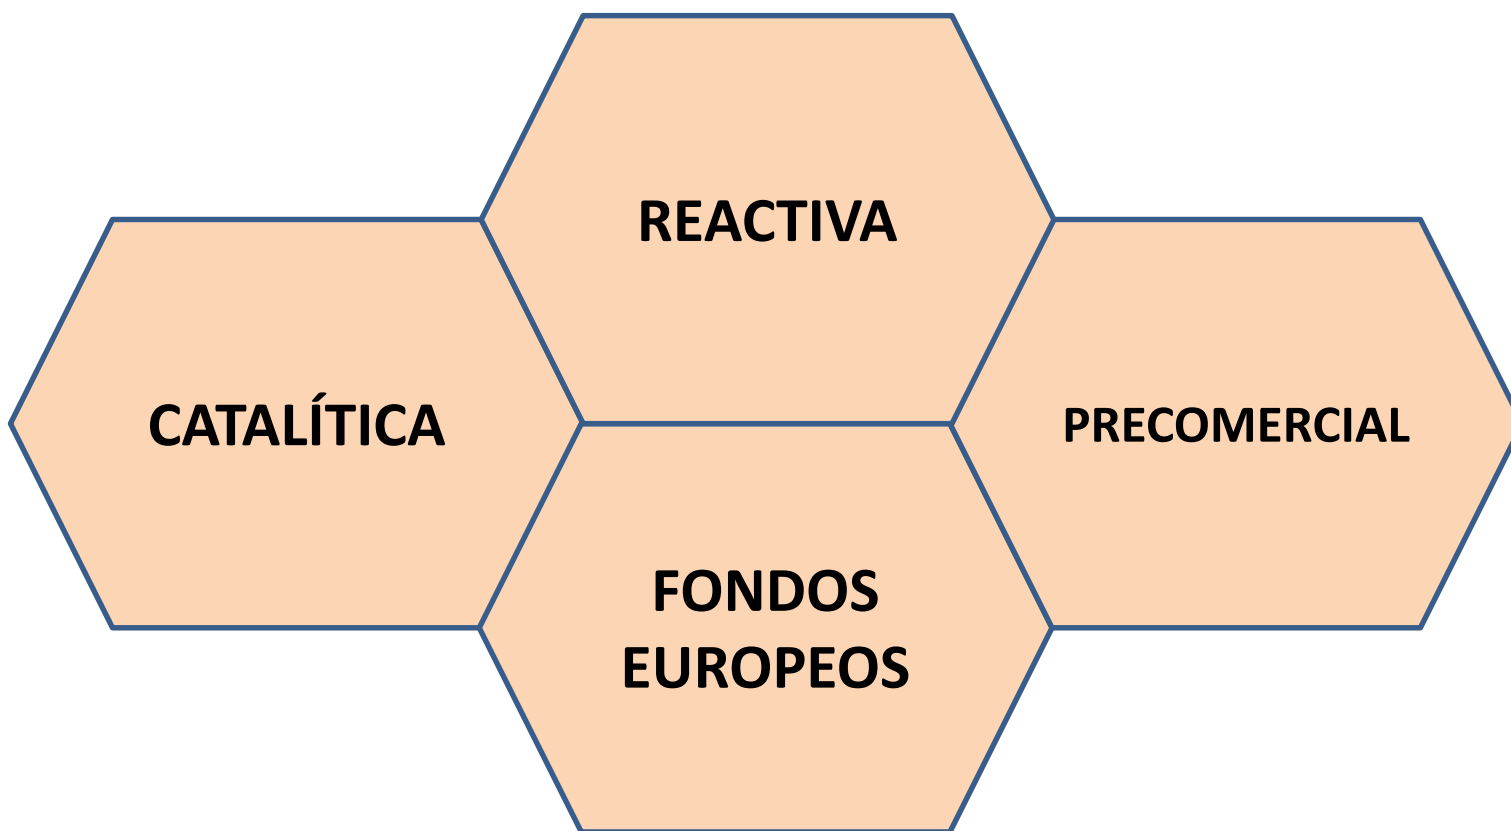 REACTIVA
CATALÍTICA
PRECOMERCIAL
FONDOS
EUROPEOS